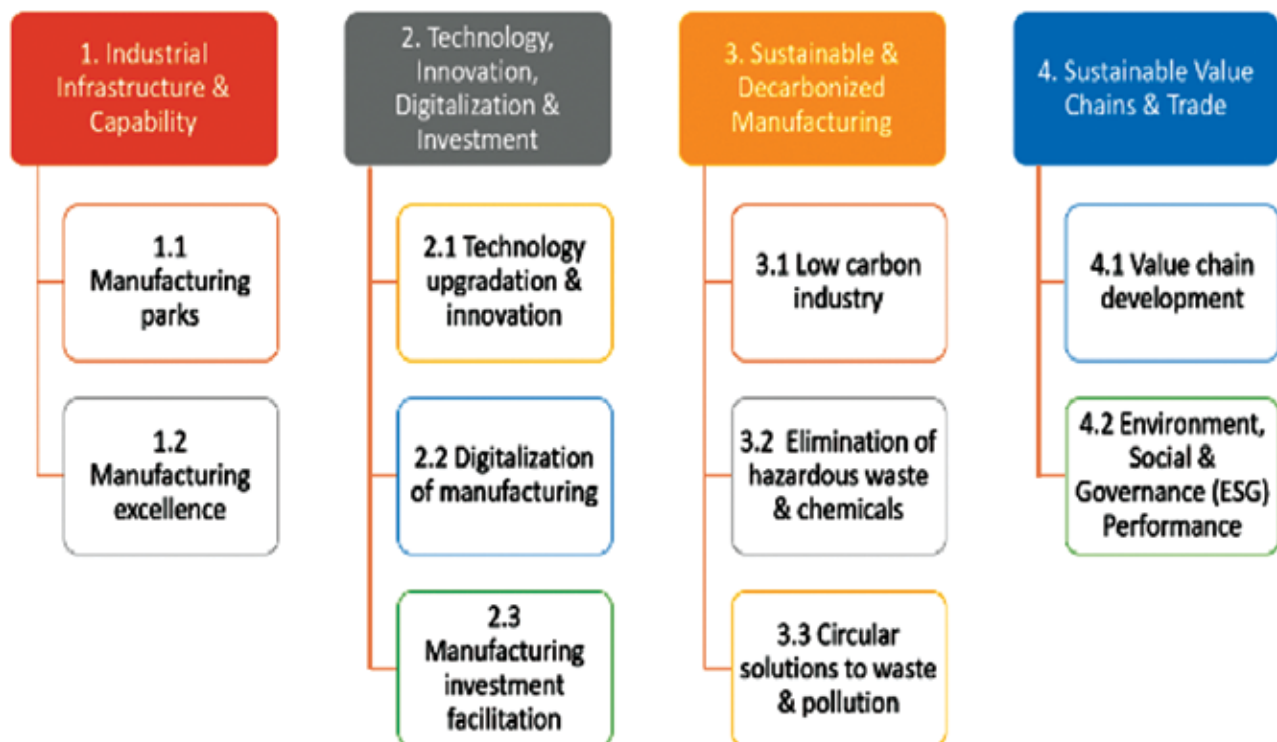 1. Industrial
Infrastructure &
Capability
1.1
Manufacturing
parks
1.2
Manufacturing
excellence
2. Technology,
Innovation,
Digitalization &
Investment
2.1 Technology
upgradation &
innovation
2.2 Digitalization
of manufacturing
2.3
Manufacturing
investment
facilitation
3. Sustainable &
Decarbonized
Manufacturing
3.1 Low carbon
industry
3.2 Elimination of
hazardous waste
& chemicals
3.3 Circular
solutions to waste
& pollution
4. Sustainable Value
Chains & Trade
4.1 Value chain
development
4.2 Environment,
Social &
Governance (ESG)
Performance